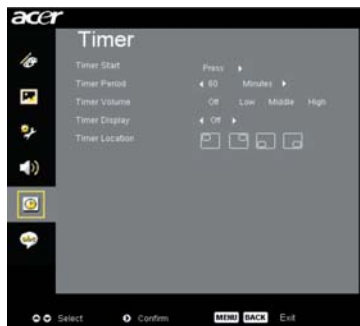 acer
Timer
Timer Start Press
Timer Period 60 Minutes
Timer Volume Off Low Middle High
Timer Display Off
Timer Location
abc
Select Confirm MENU BACK Exit